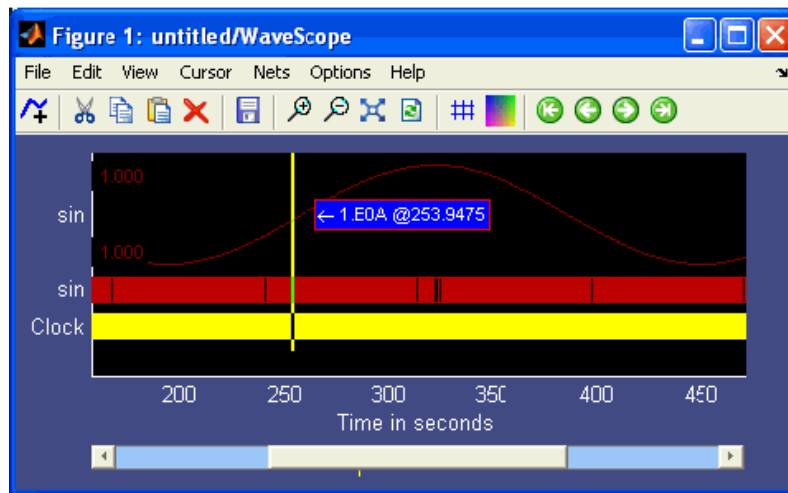 Figure 1: untitled/WaveScope
File Edit View Cursor Nets Options Help
1.000
sin
← 1.E0A @253.9475
1.000
sin
Clock
200 250 300 350 400 450
Time in seconds